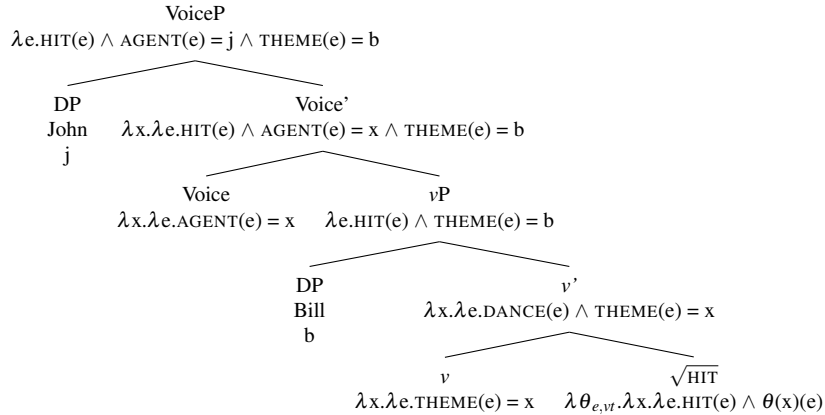 VoiceP
λe.HIT(e) ∧ AGENT(e) = j ∧ THEME(e) = b
DP Voice’
John λx.λe.HIT(e) ∧ AGENT(e) = x ∧ THEME(e) = b
j
Voice vP
λx.λe.AGENT(e) = x λe.HIT(e) ∧ THEME(e) = b
DP v’
Bill λx.λe.DANCE(e) ∧ THEME(e) = x
b
v √HIT
λx.λe.THEME(e) = x λθe,vt.λx.λe.HIT(e) ∧ θ(x)(e)